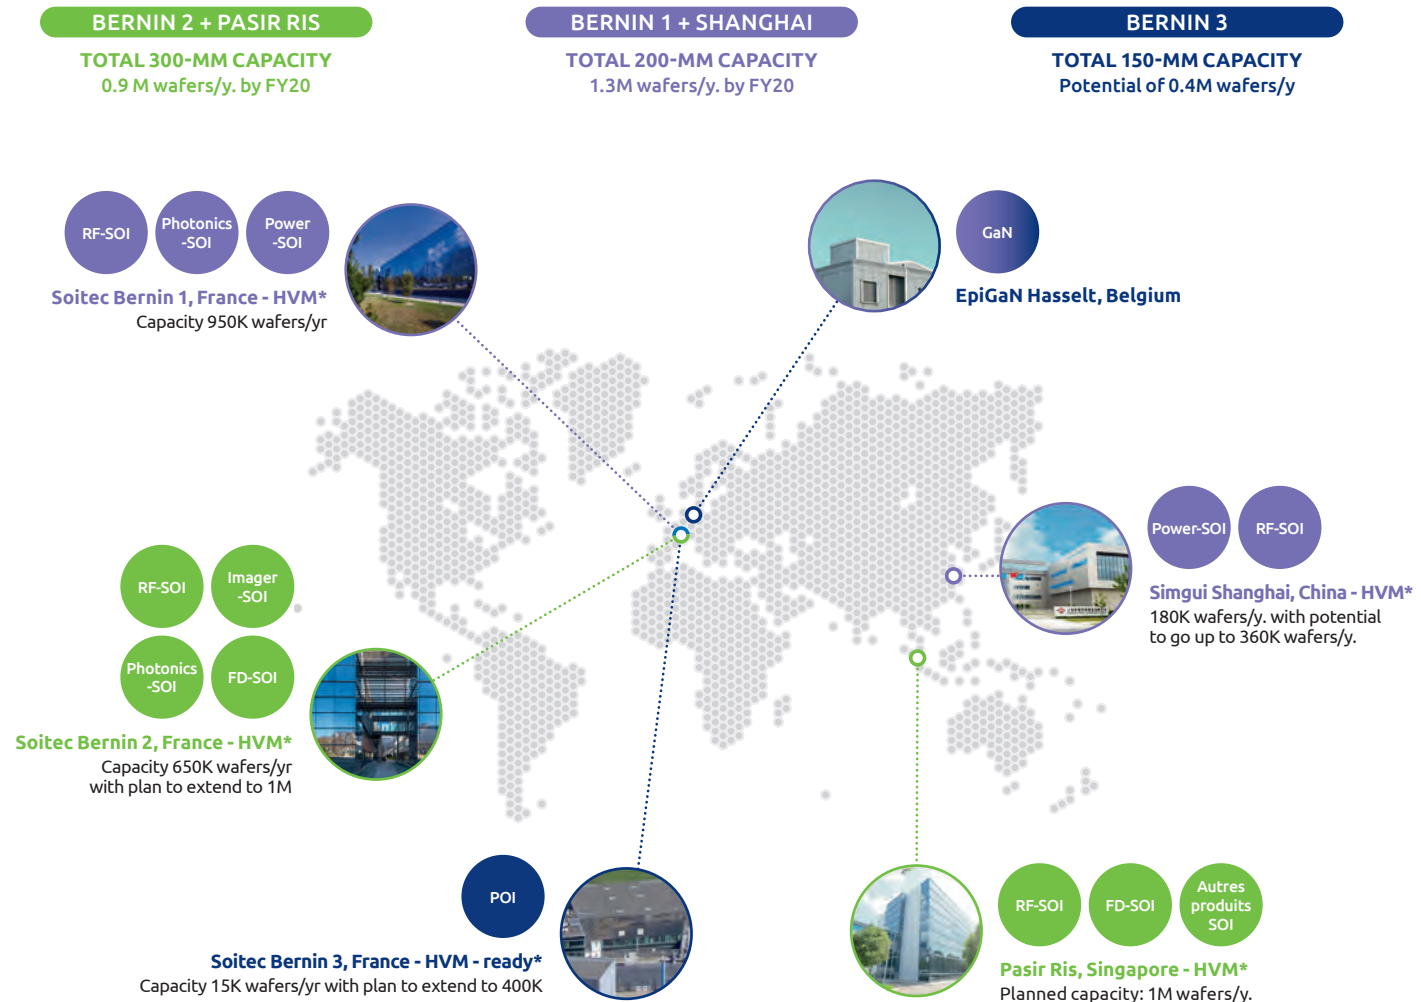 BERNIN 2 + PASIR RIS
TOTAL 300-MM CAPACITY
0.9 M wafers/y. by FY20
BERNIN 1 + SHANGHAI
TOTAL 200-MM CAPACITY
1.3M wafers/y. by FY20
BERNIN 3
TOTAL 150-MM CAPACITY
Potential of 0.4M wafers/y
RF-SOI
Photonics
-SOI
Power
-SOI
Soitec Bernin 1, France - HVM*
Capacity 950K wafers/yr
GaN
EpiGaN Hasselt, Belgium
Power-SOI
RF-SOI
Simgui Shanghai, China - HVM*
180K wafers/y. with potential
to go up to 360K wafers/y.
RF-SOI
Imager
-SOI
Photonics
-SOI
FD-SOI
Soitec Bernin 2, France - HVM*
Capacity 650K wafers/yr
with plan to extend to 1M
POI
Soitec Bernin 3, France - HVM - ready*
Capacity 15K wafers/yr with plan to extend to 400K
RF-SOI
FD-SOI
Autres
produits
SOI
Pasir Ris, Singapore - HVM*
Planned capacity: 1M wafers/y.